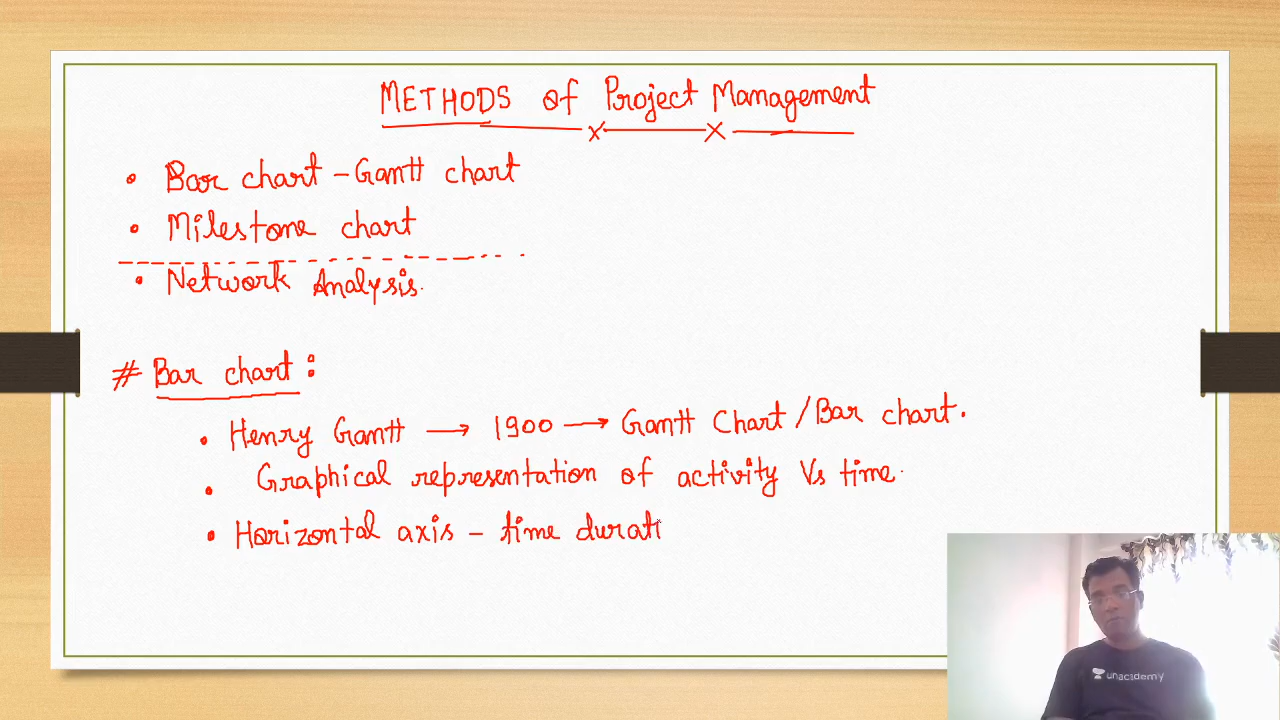 METHODS of Project Management
• Bar chart - Gantt chart
• Milestone chart
• Network Analysis.
# Bar chart :
• Henry Gantt → 1900 → Gantt Chart / Bar chart.
• Graphical representation of activity Vs time.
• Horizontal axis - time durati
unacademy